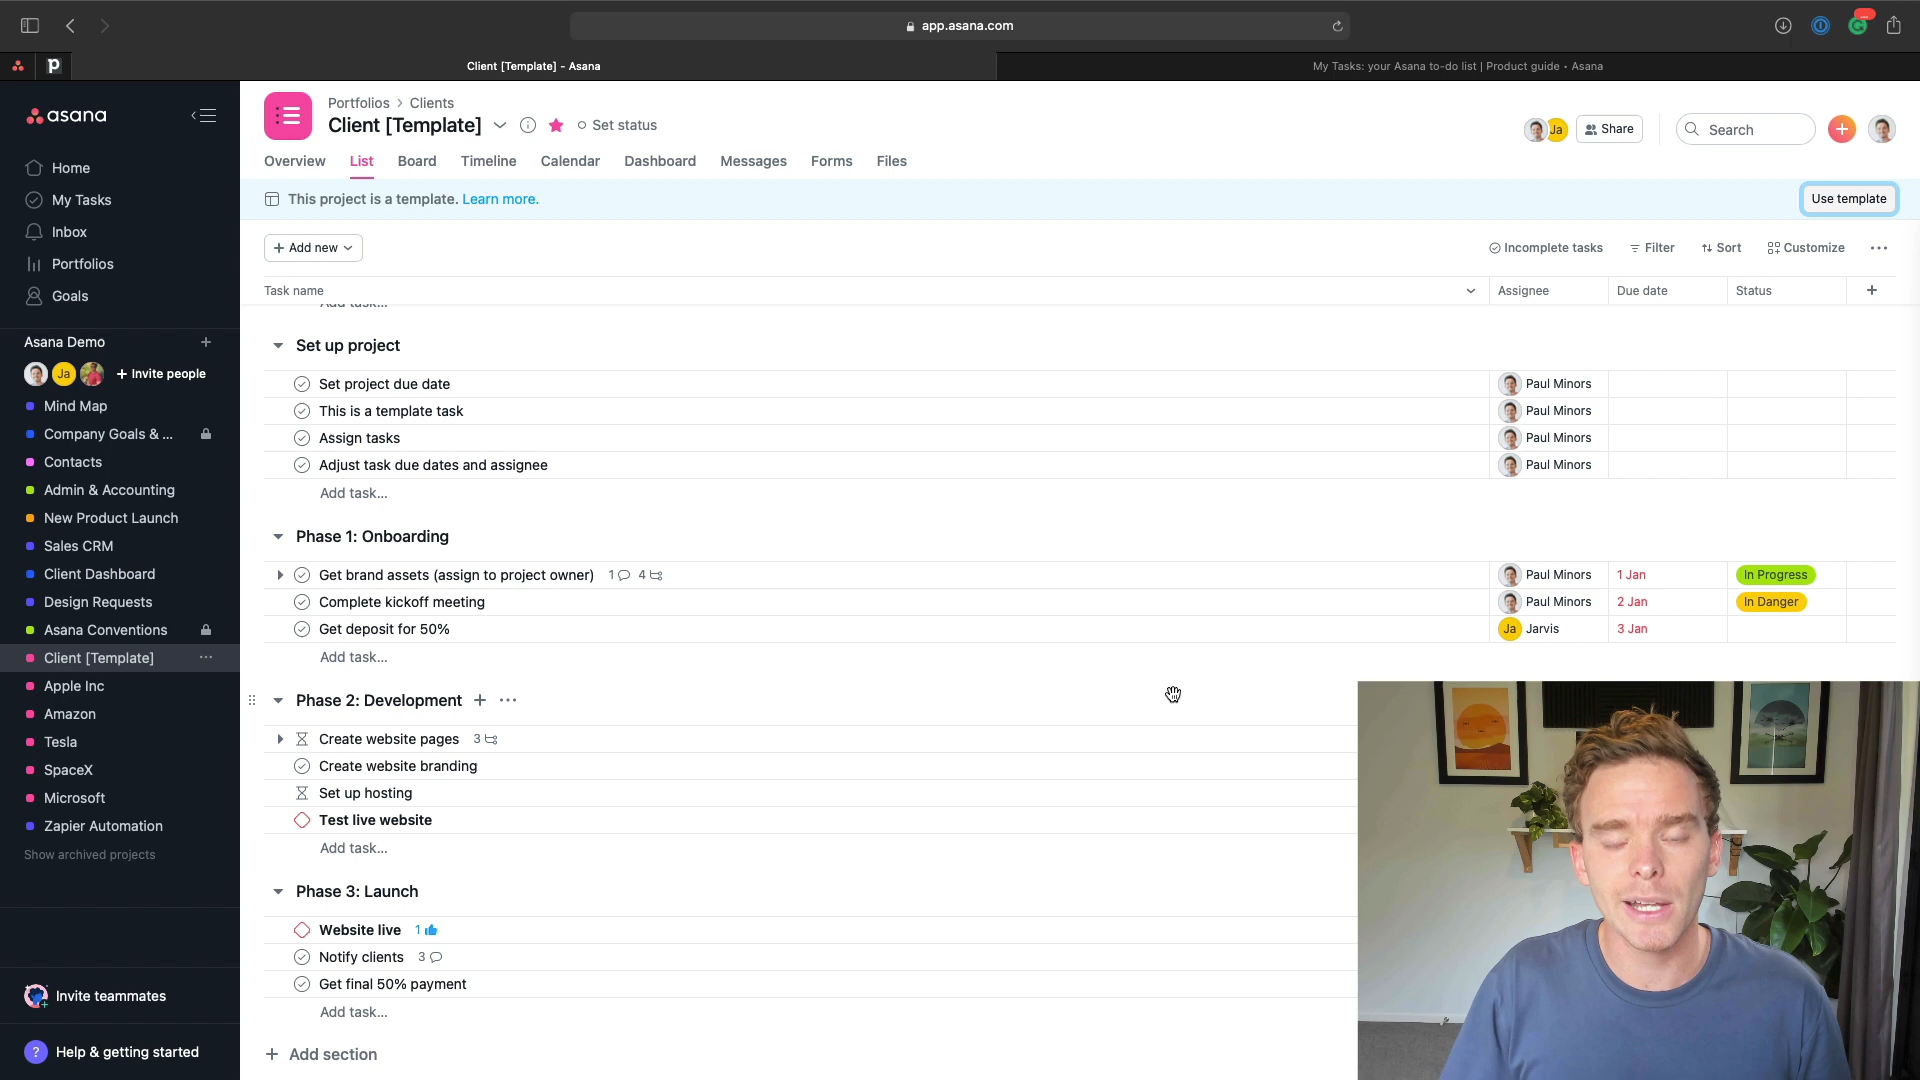 app.asana.com
Client [Template] - Asana
My Tasks: your Asana to-do list | Product guide • Asana
asana
Home
My Tasks
Inbox
Portfolios
Goals
Asana Demo
Ja
Invite people
Mind Map
Company Goals & ...
Contacts
Admin & Accounting
New Product Launch
Sales CRM
Client Dashboard
Design Requests
Asana Conventions
Client [Template]
Apple Inc
Amazon
Tesla
SpaceX
Microsoft
Zapier Automation
Show archived projects
Invite teammates
? Help & getting started
Portfolios > Clients
Client [Template] Set status
Ja Share Search
Overview List Board Timeline Calendar Dashboard Messages Forms Files
This project is a template. Learn more. Use template
+ Add new Incomplete tasks Filter Sort Customize
Task name Assignee Due date Status +
Add task...
Set up project
Set project due date Paul Minors
This is a template task Paul Minors
Assign tasks Paul Minors
Adjust task due dates and assignee Paul Minors
Add task...
Phase 1: Onboarding
Get brand assets (assign to project owner) 1 4 Paul Minors 1 Jan In Progress
Complete kickoff meeting Paul Minors 2 Jan In Danger
Get deposit for 50% Ja Jarvis 3 Jan
Add task...
Phase 2: Development
Create website pages 3
Create website branding
Set up hosting
Test live website
Add task...
Phase 3: Launch
Website live 1
Notify clients 3
Get final 50% payment
Add task...
+ Add section